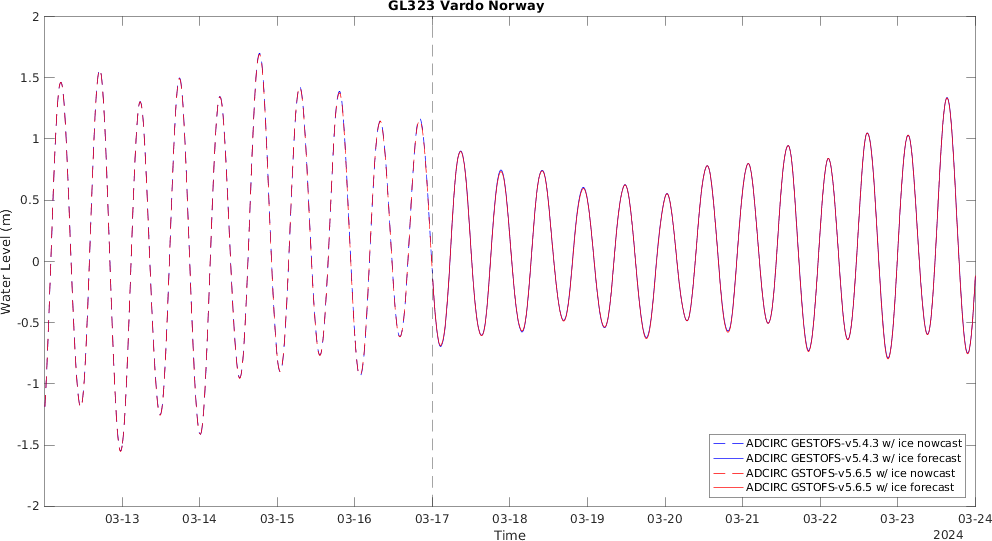 GL323 Vardo Norway
2
1.5
1
0.5
0
-0.5
-1
-1.5
-2
Water Level (m)
ADCIRC GESTOFS-v5.4.3 w/ ice nowcast
ADCIRC GESTOFS-v5.4.3 w/ ice forecast
ADCIRC GSTOFS-v5.6.5 w/ ice nowcast
ADCIRC GSTOFS-v5.6.5 w/ ice forecast
03-13 03-14 03-15 03-16 03-17 03-18 03-19 03-20 03-21 03-22 03-23 03-24
Time
2024